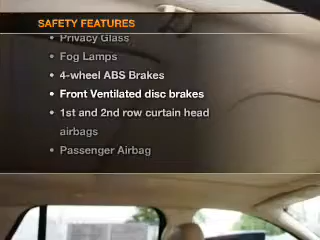 SAFETY FEATURES
• Privacy Glass
• Fog Lamps
• 4-wheel ABS Brakes
• Front Ventilated disc brakes
• 1st and 2nd row curtain head
airbags
• Passenger Airbag